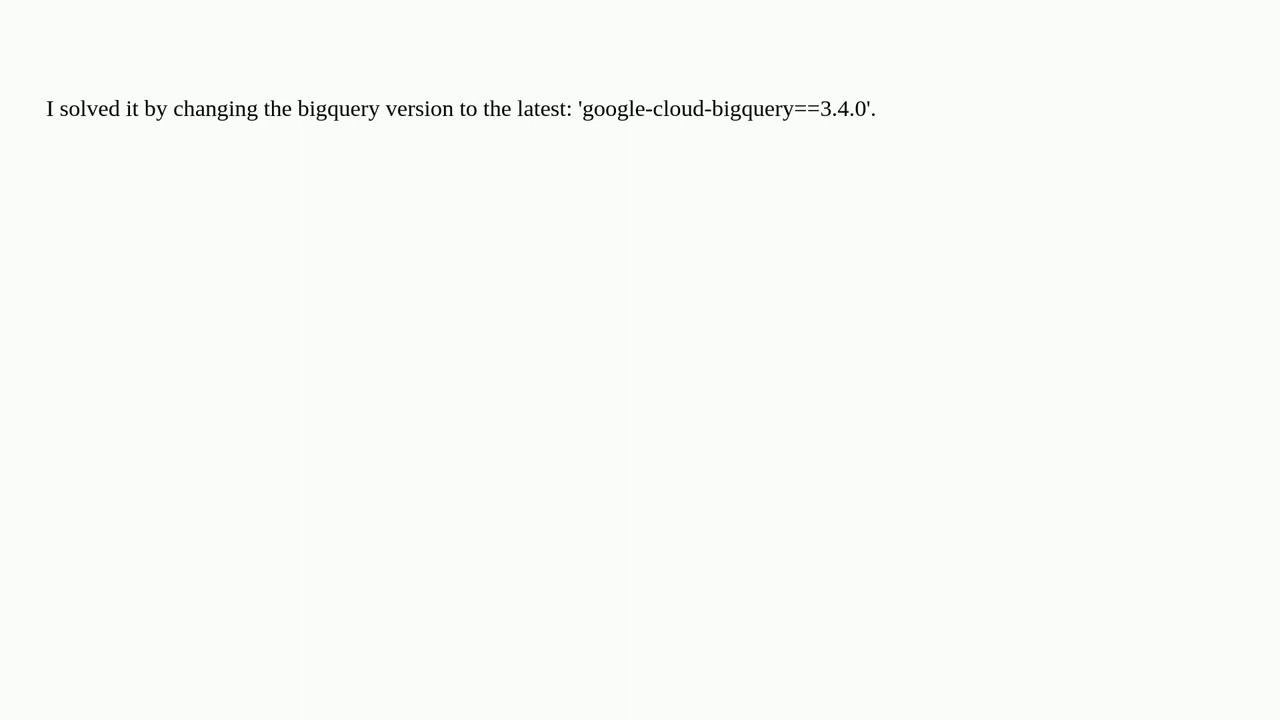 I solved it by changing the bigquery version to the latest: 'google-cloud-bigquery==3.4.0'.